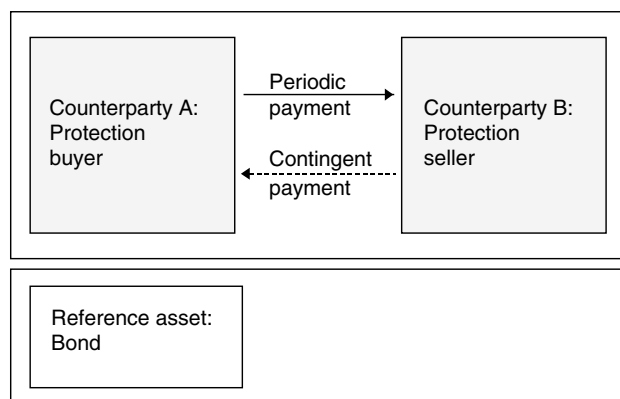 Counterparty A:
Protection
buyer
Periodic
payment
Contingent
payment
Counterparty B:
Protection
seller
Reference asset:
Bond